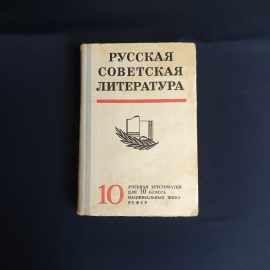 РУССКАЯ
СОВЕТСКАЯ
ЛИТЕРАТУРА
10
УЧЕБНАЯ ХРЕСТОМАТИЯ
ДЛЯ 10 КЛАССА
НАЦИОНАЛЬНЫХ ШКОЛ
РСФСР